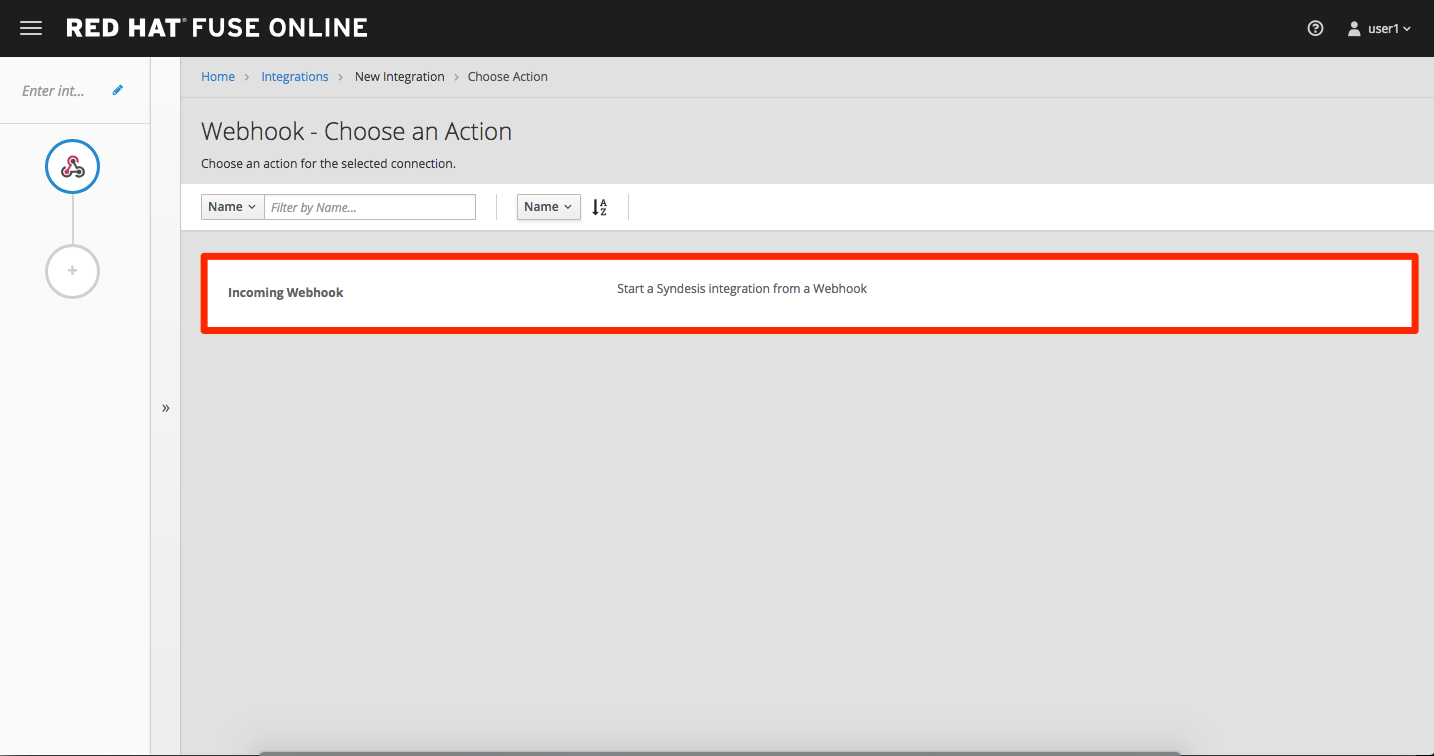 RED HAT® FUSE ONLINE
user1
Enter int...
Home > Integrations > New Integration > Choose Action
Webhook - Choose an Action
Choose an action for the selected connection.
Name Filter by Name... Name
Incoming Webhook Start a Syndesis integration from a Webhook
»